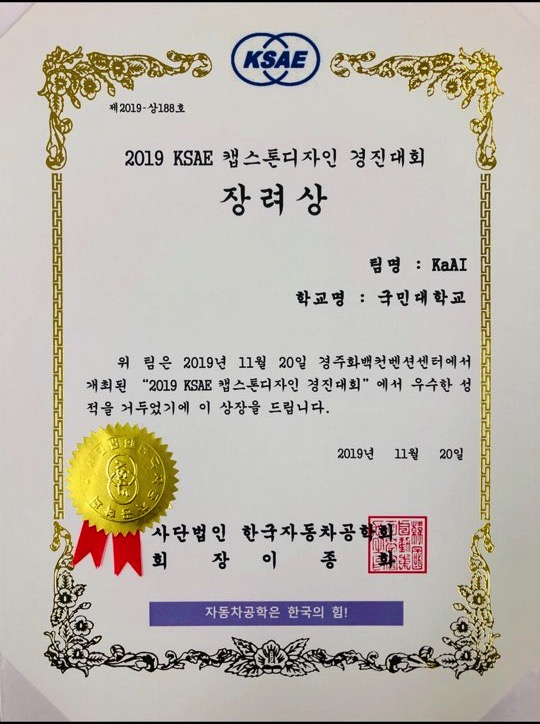 KSAE
제2019-상188호
2019 KSAE 캡스톤디자인 경진대회
장려상
팀명 : KaAI
학교명 : 국민대학교
위 팀은 2019년 11월 20일 경주화백컨벤션센터에서
개최된 “2019 KSAE 캡스톤디자인 경진대회” 에서 우수한 성
적을 거두었기에 이 상장을 드립니다.
2019년 11월 20일
사단법인 한국자동차공학회
회 장 이 종 화
자동차공학은 한국의 힘!